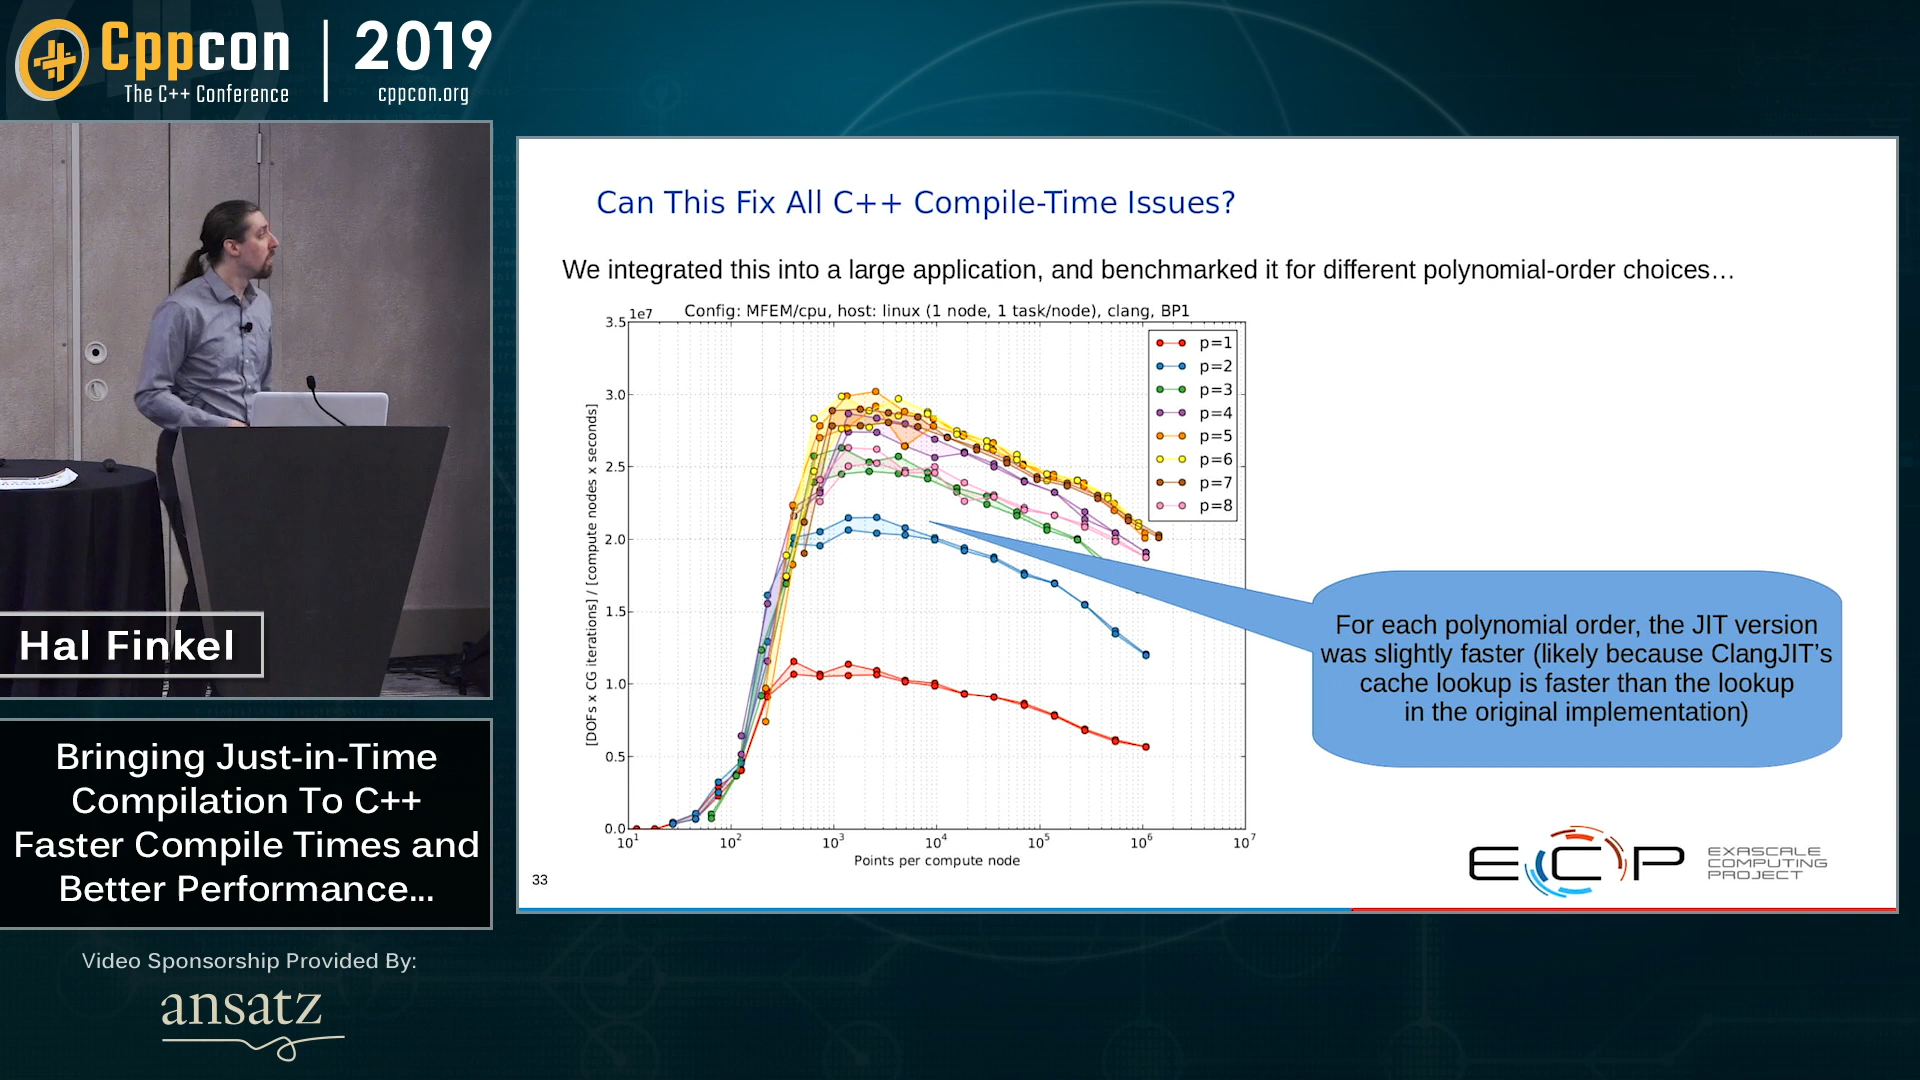 Cppcon
The C++ Conference
2019
cppcon.org
Hal Finkel
Bringing Just-in-Time
Compilation To C++
Faster Compile Times and
Better Performance...
Video Sponsorship Provided By:
ansatz
Can This Fix All C++ Compile-Time Issues?
We integrated this into a large application, and benchmarked it for different polynomial-order choices…
Config: MFEM/cpu, host: linux (1 node, 1 task/node), clang, BP1
1e7
3.5
3.0
2.5
2.0
1.5
1.0
0.5
0.0
[DOFs x CG iterations] / [compute nodes x seconds]
10¹ 10² 10³ 10⁴ 10⁵ 10⁶ 10⁷
Points per compute node
p=1
p=2
p=3
p=4
p=5
p=6
p=7
p=8
For each polynomial order, the JIT version
was slightly faster (likely because ClangJIT's
cache lookup is faster than the lookup
in the original implementation)
33
ECP
EXASCALE
COMPUTING
PROJECT